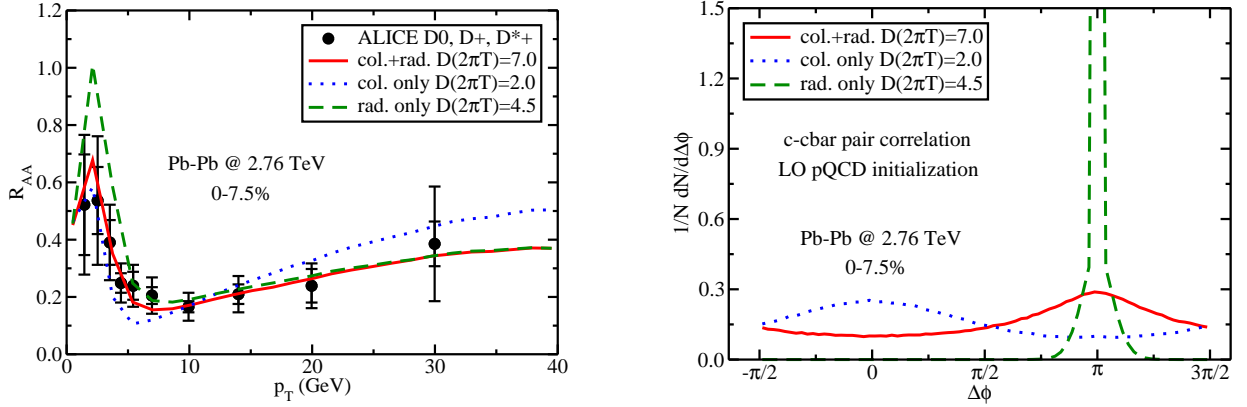 1.2
1.0
0.8
0.6
0.4
0.2
0.0
R_AA
ALICE D0, D+, D*+
col.+rad. D(2πT)=7.0
col. only D(2πT)=2.0
rad. only D(2πT)=4.5
Pb-Pb @ 2.76 TeV
0-7.5%
0 10 20 30 40
p_T (GeV)
1.5
1.2
0.9
0.6
0.3
0.0
1/N dN/dΔϕ
col.+rad. D(2πT)=7.0
col. only D(2πT)=2.0
rad. only D(2πT)=4.5
c-cbar pair correlation
LO pQCD initialization
Pb-Pb @ 2.76 TeV
0-7.5%
-π/2 0 π/2 π 3π/2
Δϕ